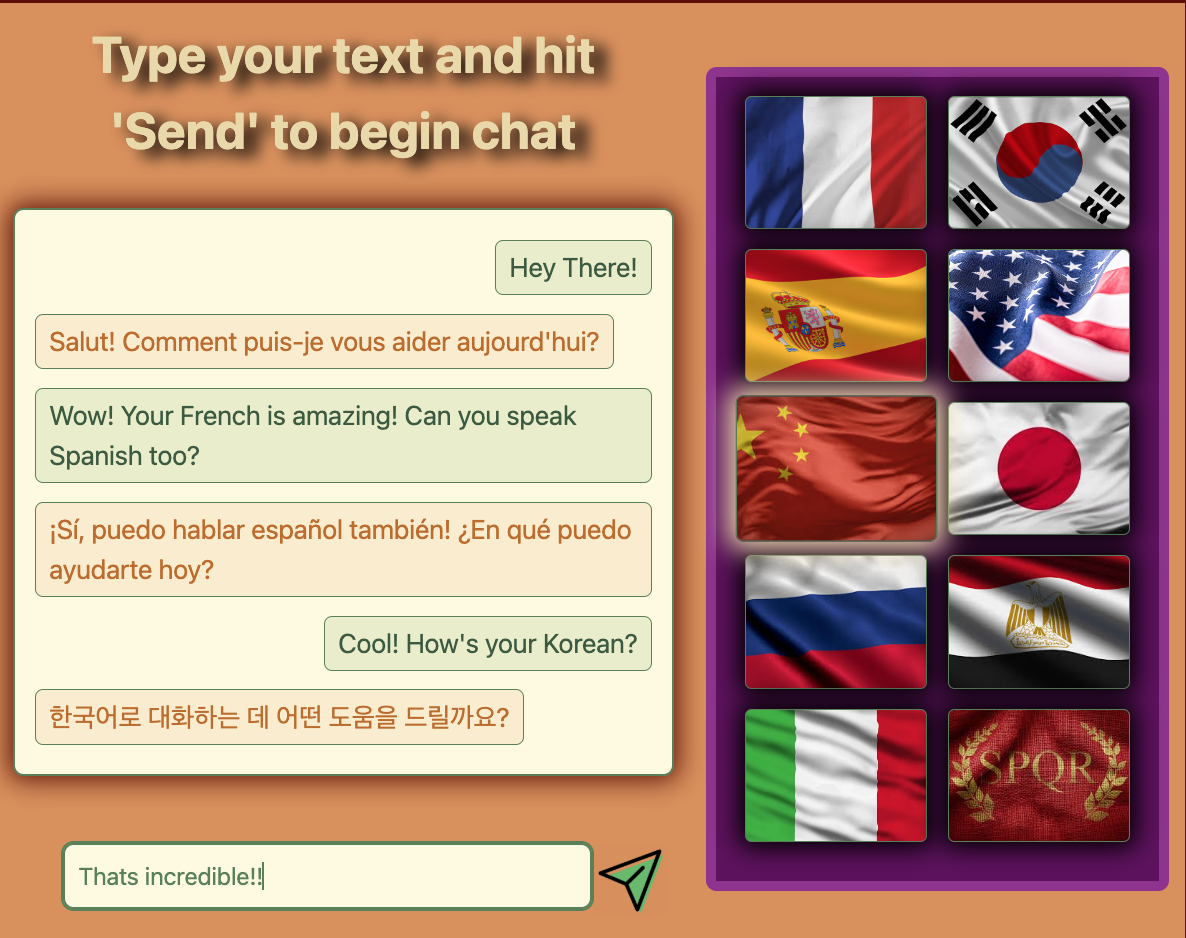 Type your text and hit
'Send' to begin chat
Hey There!
Salut! Comment puis-je vous aider aujourd'hui?
Wow! Your French is amazing! Can you speak
Spanish too?
¡Sí, puedo hablar español también! ¿En qué puedo
ayudarte hoy?
Cool! How's your Korean?
한국어로 대화하는 데 어떤 도움을 드릴까요?
Thats incredible!!
SPQR